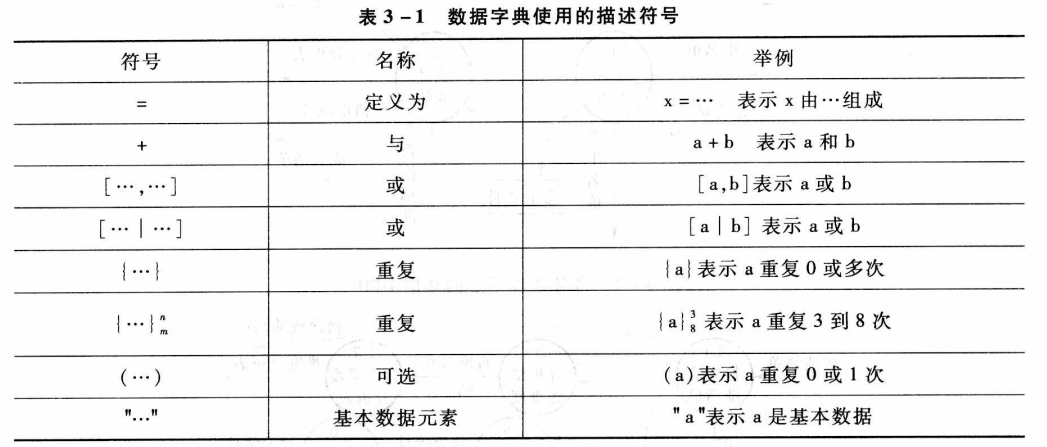 表 3-1 数据字典使用的描述符号
符号 名称 举例
= 定义为 x = … 表示 x 由…组成
+ 与 a + b 表示 a 和 b
[…,…] 或 [a,b]表示 a 或 b
[… | …] 或 [a | b] 表示 a 或 b
{…} 重复 {a}表示 a 重复 0 或多次
{…}ⁿₘ 重复 {a}³₈ 表示 a 重复 3 到 8 次
(…) 可选 (a)表示 a 重复 0 或 1 次
"…" 基本数据元素 "a"表示 a 是基本数据